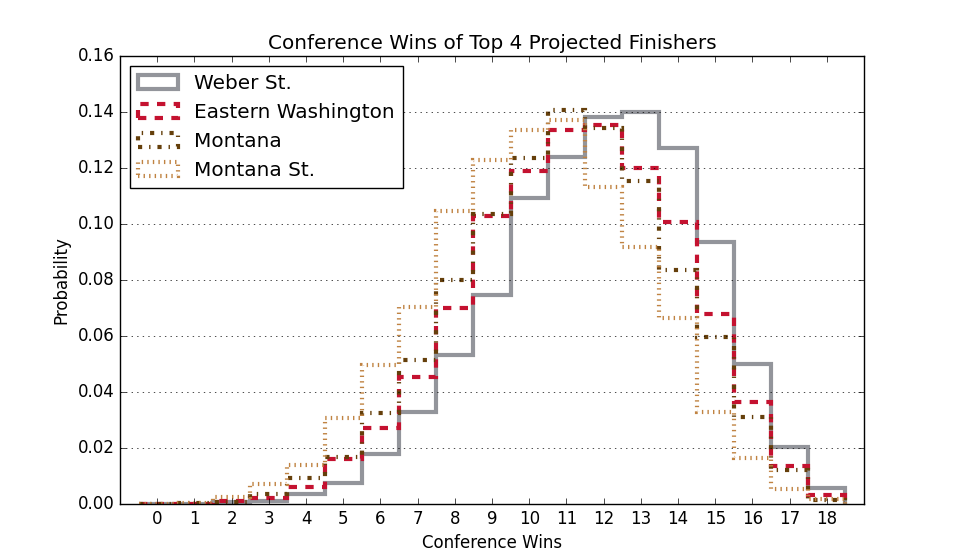 Conference Wins of Top 4 Projected Finishers
Weber St.
Eastern Washington
Montana
Montana St.
Probability
0.16
0.14
0.12
0.10
0.08
0.06
0.04
0.02
0.00
0 1 2 3 4 5 6 7 8 9 10 11 12 13 14 15 16 17 18
Conference Wins